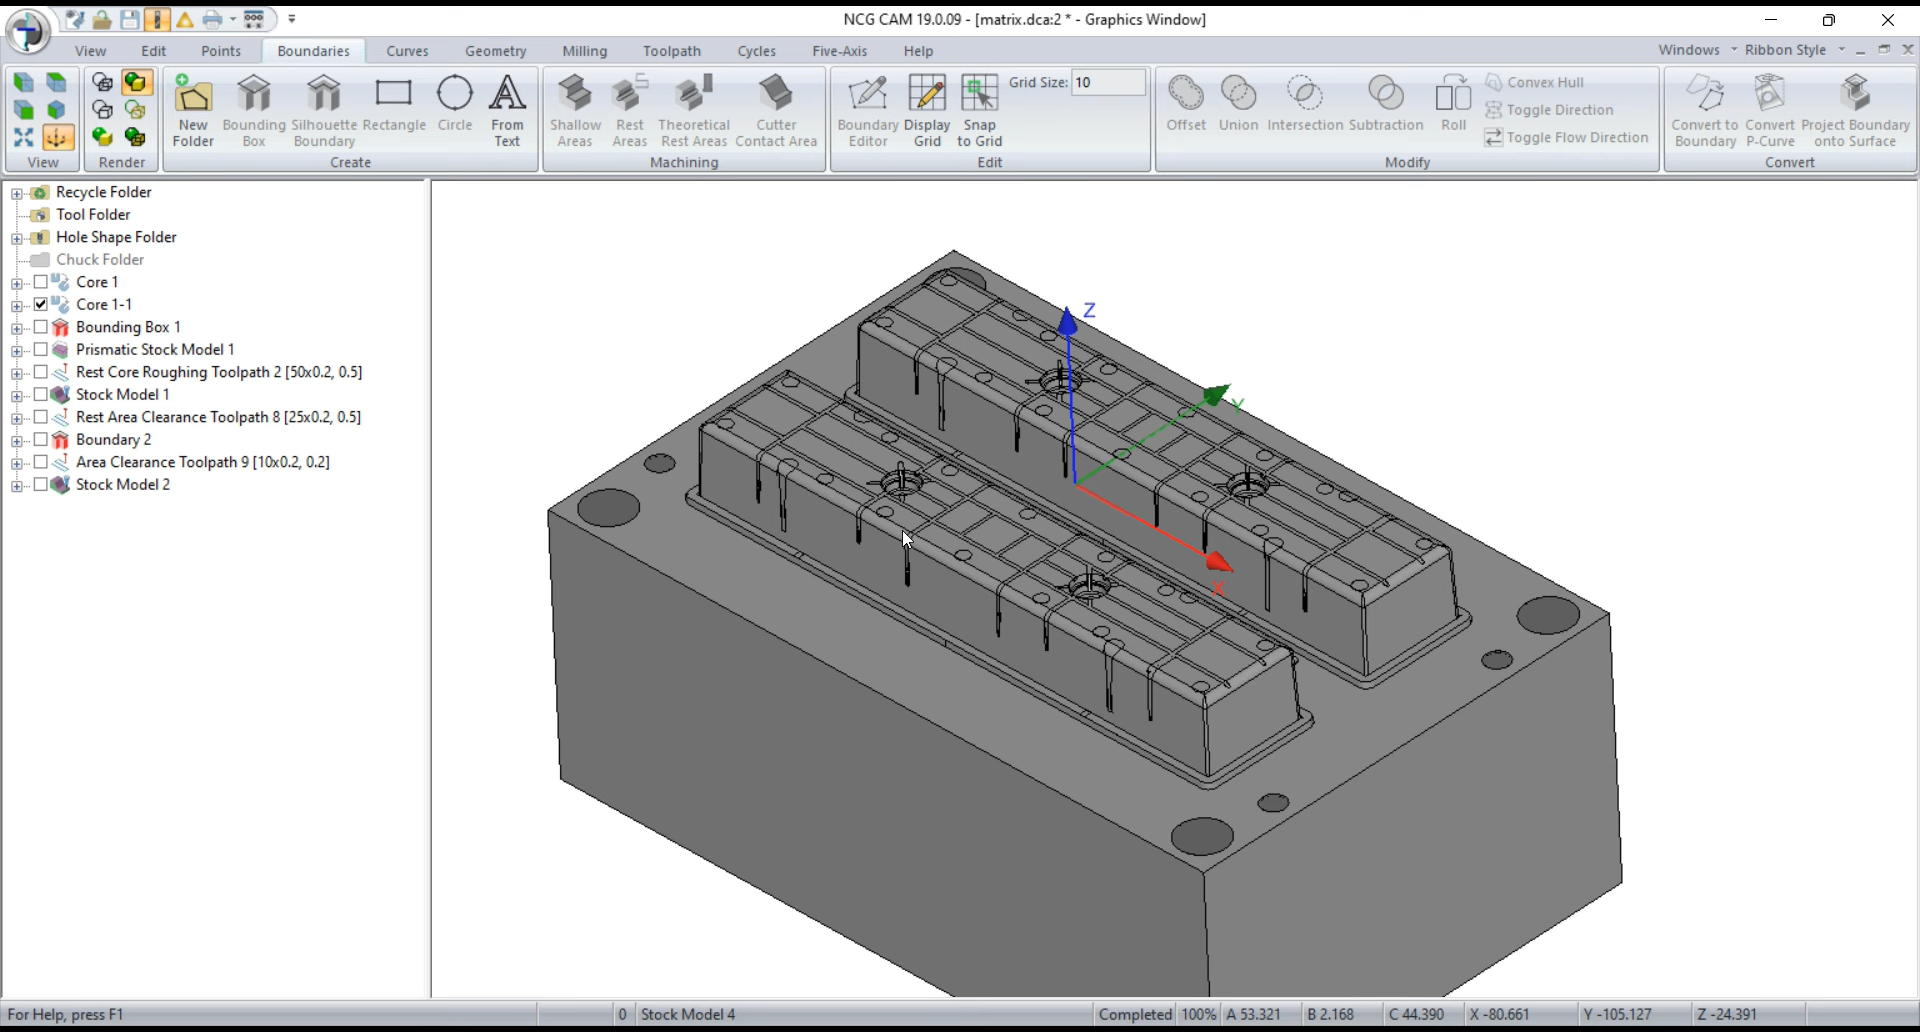 NCG CAM 19.0.09 - [matrix.dca:2 * - Graphics Window]
View Edit Points Boundaries Curves Geometry Milling Toolpath Cycles Five-Axis Help Windows Ribbon Style
Grid Size: 10
Convex Hull
Toggle Direction
Toggle Flow Direction
New Folder
Bounding Box
Silhouette Boundary
Rectangle
Circle
From Text
Shallow Areas
Rest Areas
Theoretical Rest Areas
Cutter Contact Area
Boundary Editor
Display Grid
Snap to Grid
Offset
Union
Intersection
Subtraction
Roll
Convert to Boundary
Convert P-Curve
Project Boundary onto Surface
View Render Create Machining Edit Modify Convert
Recycle Folder
Tool Folder
Hole Shape Folder
Chuck Folder
Core 1
Core 1-1
Bounding Box 1
Prismatic Stock Model 1
Rest Core Roughing Toolpath 2 [50x0.2, 0.5]
Stock Model 1
Rest Area Clearance Toolpath 8 [25x0.2, 0.5]
Boundary 2
Area Clearance Toolpath 9 [10x0.2, 0.2]
Stock Model 2
Z
Y
X
For Help, press F1 0 Stock Model 4 Completed 100% A 53.321 B 2.168 C 44.390 X -80.661 Y -105.127 Z -24.391